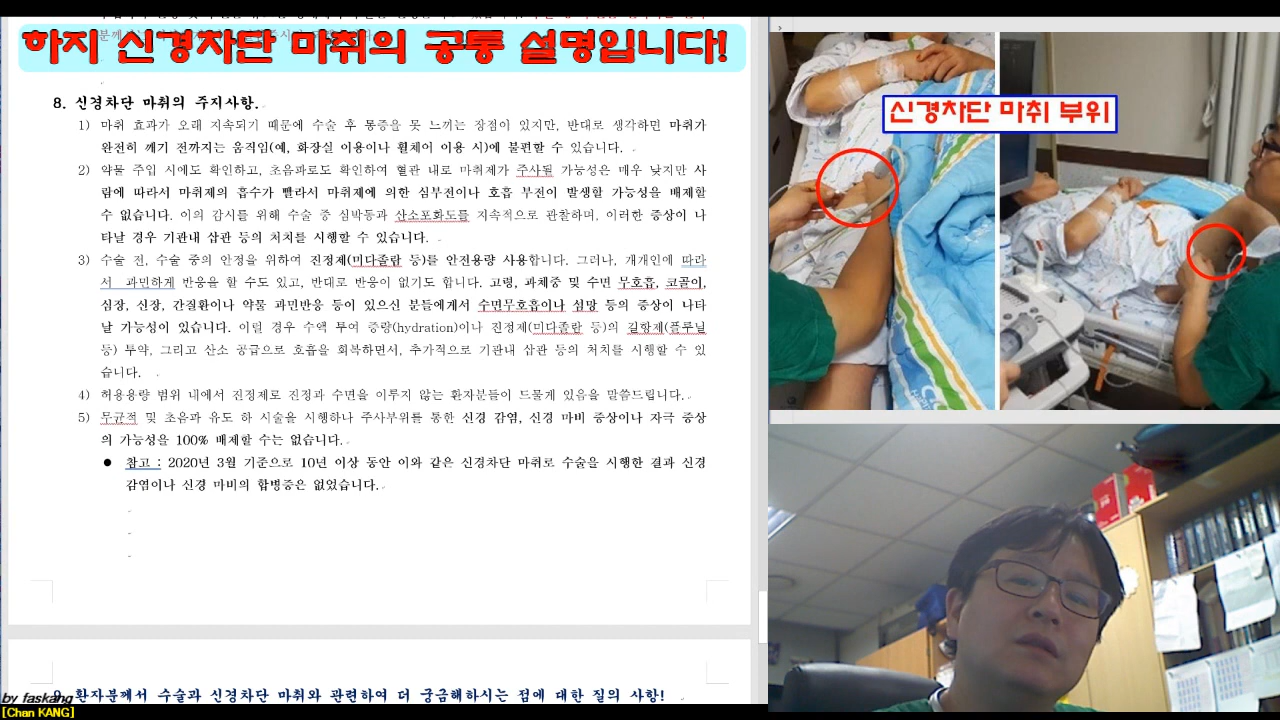 하지 신경차단 마취의 공통 설명입니다!
8. 신경차단 마취의 주지사항.
1) 마취 효과가 오래 지속되기 때문에 수술 후 통증을 못 느끼는 장점이 있지만, 반대로 생각하면 마취가
완전히 깨기 전까지는 움직임(예, 화장실 이용이나 휠체어 이용 시)에 불편할 수 있습니다.
2) 약물 주입 시에도 확인하고, 초음파로도 확인하여 혈관 내로 마취제가 주사될 가능성은 매우 낮지만 사
람에 따라서 마취제의 흡수가 빨라서 마취제에 의한 심부전이나 호흡 부전이 발생할 가능성을 배제할
수 없습니다. 이의 감시를 위해 수술 중 심박동과 산소포화도를 지속적으로 관찰하며, 이러한 증상이 나
타날 경우 기관내 삽관 등의 처치를 시행할 수 있습니다.
3) 수술 전, 수술 중의 안정을 위하여 진정제(미다졸람 등)를 안전용량 사용합니다. 그러나, 개개인에 따라
서 과민하게 반응을 할 수도 있고, 반대로 반응이 없기도 합니다. 고령, 과체중 및 수면 무호흡, 코골이,
심장, 신장, 간질환이나 약물 과민반응 등이 있으신 분들에게서 수면무호흡이나 섬망 등의 증상이 나타
날 가능성이 있습니다. 이럴 경우 수액 투여 증량(hydration)이나 진정제(미다졸람 등)의 길항제(플루닐
등) 투약, 그리고 산소 공급으로 호흡을 회복하면서, 추가적으로 기관내 삽관 등의 처치를 시행할 수 있
습니다.
4) 허용용량 범위 내에서 진정제로 진정과 수면을 이루지 않는 환자분들이 드물게 있음을 말씀드립니다.
5) 무균적 및 초음파 유도 하 시술을 시행하나 주사부위를 통한 신경 감염, 신경 마비 증상이나 자극 증상
의 가능성을 100% 배제할 수는 없습니다.
● 참고 : 2020년 3월 기준으로 10년 이상 동안 이와 같은 신경차단 마취로 수술을 시행한 결과 신경
감염이나 신경 마비의 합병증은 없었습니다.
9. 환자분께서 수술과 신경차단 마취와 관련하여 더 궁금해하시는 점에 대한 질의 사항!
by faskang
[Chan KANG]
신경차단 마취 부위